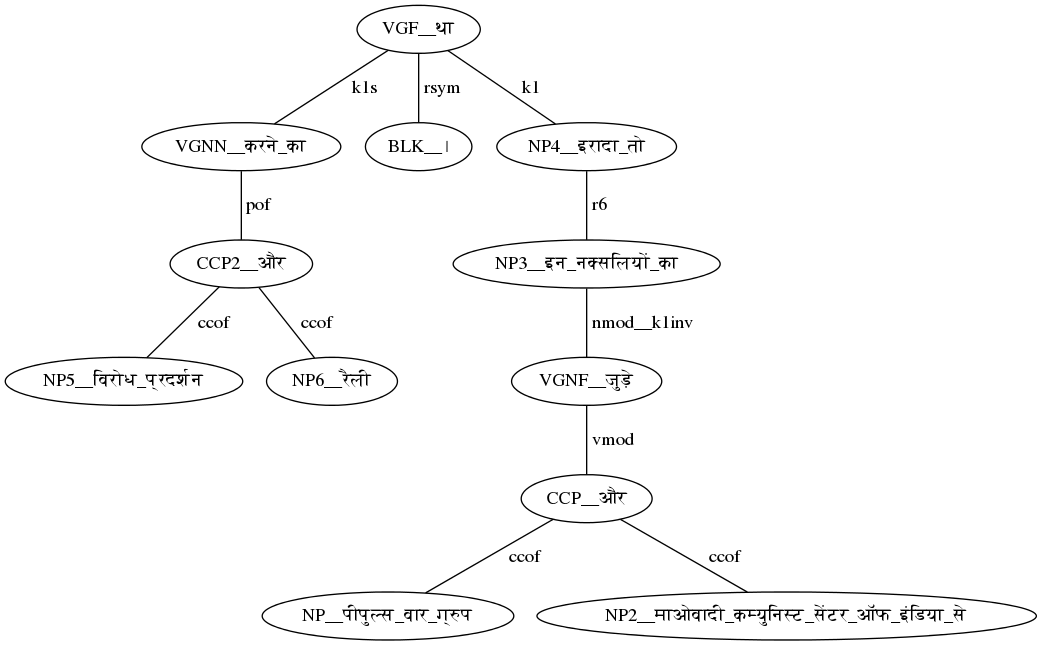 VGF__था
k1s rsym k1
VGNN__करने_का BLK__। NP4__इरादा_तो
pof r6
CCP2__और NP3__इन_नक्सलियों_का
ccof ccof nmod__k1inv
NP5__विरोध_प्रदर्शन NP6__रैली VGNF__जुड़े
vmod
CCP__और
ccof ccof
NP__पीपुल्स_वार_ग्रुप NP2__माओवादी_कम्युनिस्ट_सेंटर_ऑफ_इंडिया_से